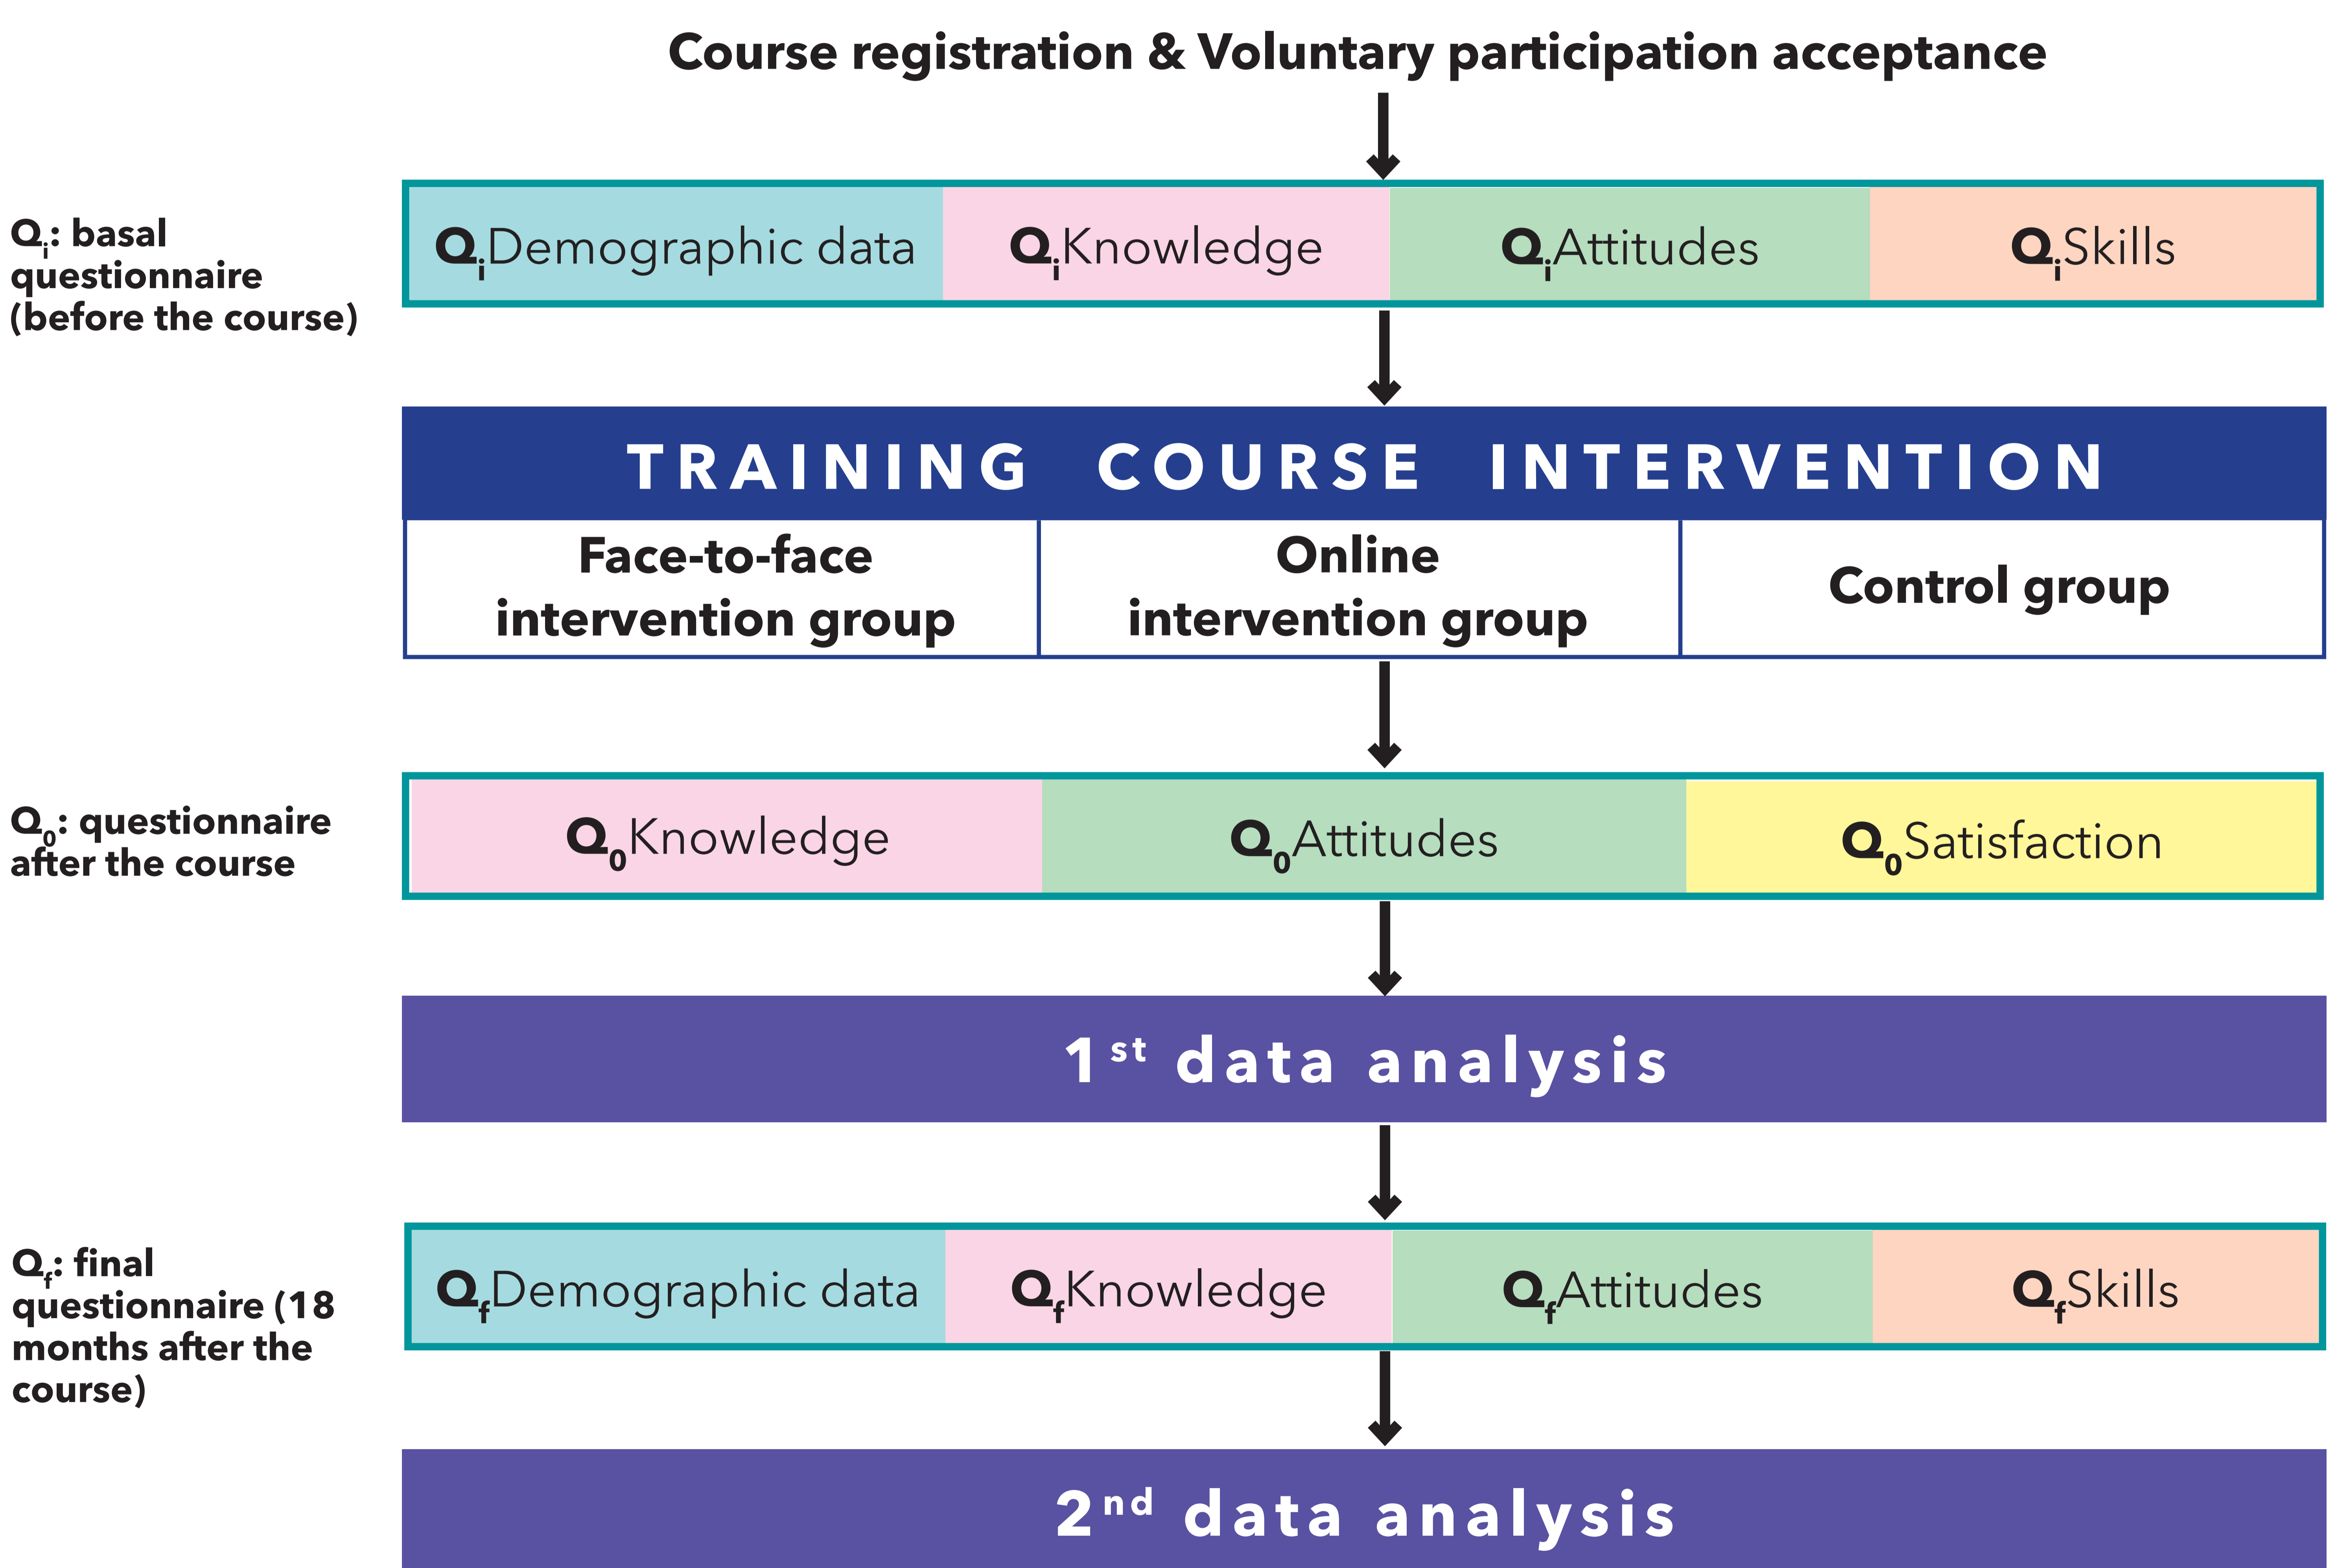 Course registration & Voluntary participation acceptance
Qi: basal
questionnaire
(before the course)
QiDemographic data
QiKnowledge
QiAttitudes
QiSkills
TRAINING COURSE INTERVENTION
Face-to-face
intervention group
Online
intervention group
Control group
Q0: questionnaire
after the course
Q0Knowledge
Q0Attitudes
Q0Satisfaction
1st data analysis
Qf: final
questionnaire (18
months after the
course)
QfDemographic data
QfKnowledge
QfAttitudes
QfSkills
2nd data analysis